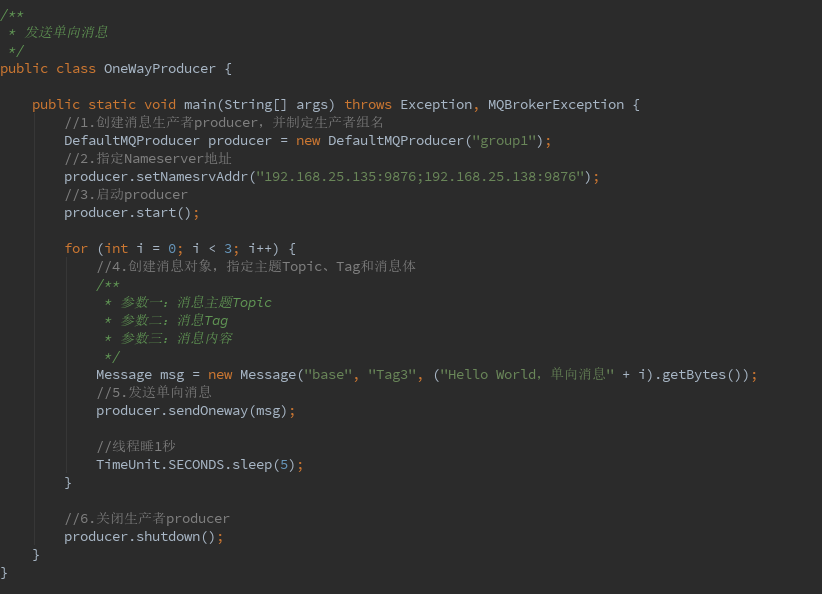 /**
 * 发送单向消息
 */
public class OneWayProducer {
    public static void main(String[] args) throws Exception, MQBrokerException {
        //1.创建消息生产者producer，并制定生产者组名
        DefaultMQProducer producer = new DefaultMQProducer("group1");
        //2.指定Nameserver地址
        producer.setNamesrvAddr("192.168.25.135:9876;192.168.25.138:9876");
        //3.启动producer
        producer.start();
        for (int i = 0; i < 3; i++) {
            //4.创建消息对象，指定主题Topic、Tag和消息体
            /**
             * 参数一：消息主题Topic
             * 参数二：消息Tag
             * 参数三：消息内容
             */
            Message msg = new Message("base", "Tag3", ("Hello World，单向消息" + i).getBytes());
            //5.发送单向消息
            producer.sendOneway(msg);
            //线程睡1秒
            TimeUnit.SECONDS.sleep(5);
        }
        //6.关闭生产者producer
        producer.shutdown();
    }
}